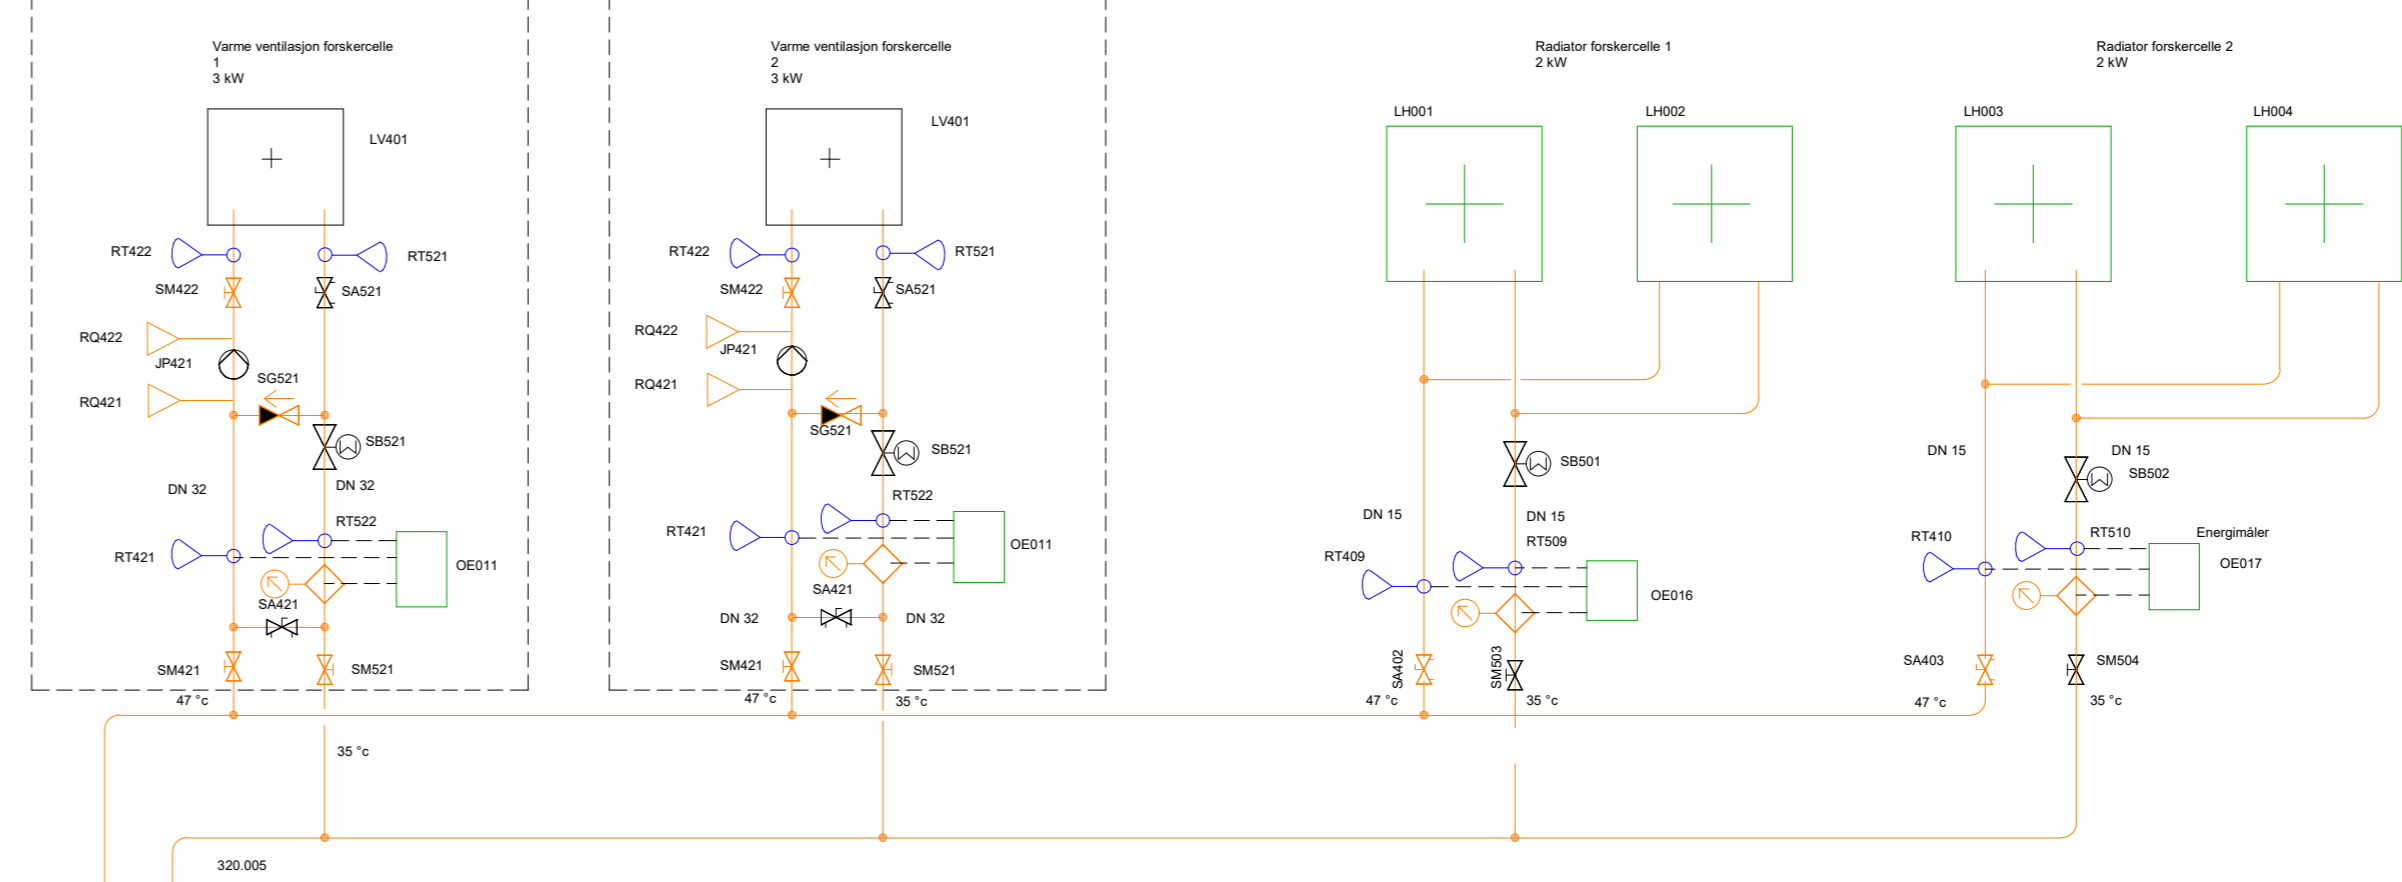 Varme ventilasjon forskercelle
1
3 kW
LV401
RT422
RT521
SM422
SA521
RQ422
JP421
SG521
RQ421
SB521
DN 32
DN 32
RT522
RT421
OE011
SA421
SM421
SM521
47 °c
35 °c
320.005
Varme ventilasjon forskercelle
2
3 kW
LV401
RT422
RT521
SM422
SA521
RQ422
JP421
RQ421
SG521
SB521
RT522
RT421
OE011
SA421
DN 32
DN 32
SM421
SM521
47 °c
35 °c
Radiator forskercelle 1
2 kW
LH001
LH002
SB501
DN 15
DN 15
RT509
RT409
OE016
SA402
SM503
47 °c
35 °c
Radiator forskercelle 2
2 kW
LH003
LH004
DN 15
DN 15
SB502
RT410
RT510
Energimåler
OE017
SA403
SM504
47 °c
35 °c